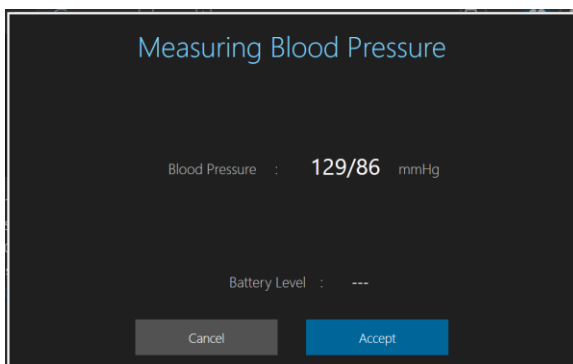 Measuring Blood Pressure
Blood Pressure : 129/86 mmHg
Battery Level : ---
Cancel Accept